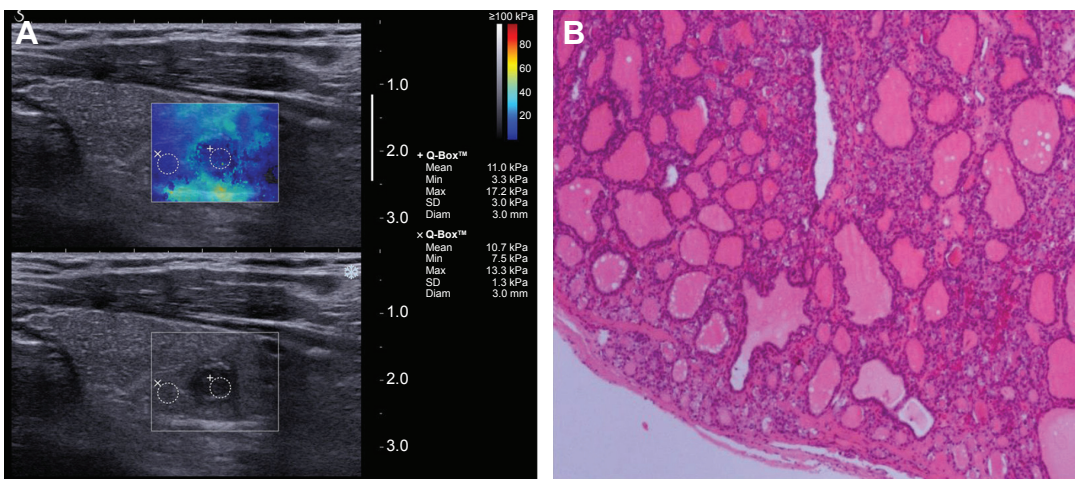 S
A
≥100 kPa
80
60
40
20
1.0
2.0
3.0
+ Q-Box™
Mean 11.0 kPa
Min 3.3 kPa
Max 17.2 kPa
SD 3.0 kPa
Diam 3.0 mm
× Q-Box™
Mean 10.7 kPa
Min 7.5 kPa
Max 13.3 kPa
SD 1.3 kPa
Diam 3.0 mm
1.0
2.0
3.0
B